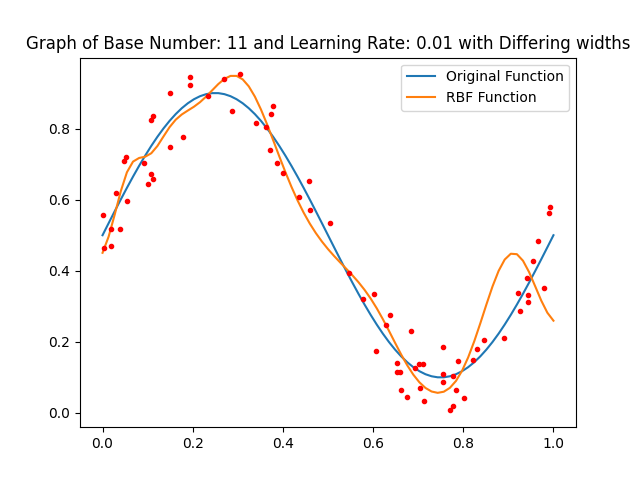 Graph of Base Number: 11 and Learning Rate: 0.01 with Differing widths
Original Function
RBF Function
0.8
0.6
0.4
0.2
0.0
0.0 0.2 0.4 0.6 0.8 1.0